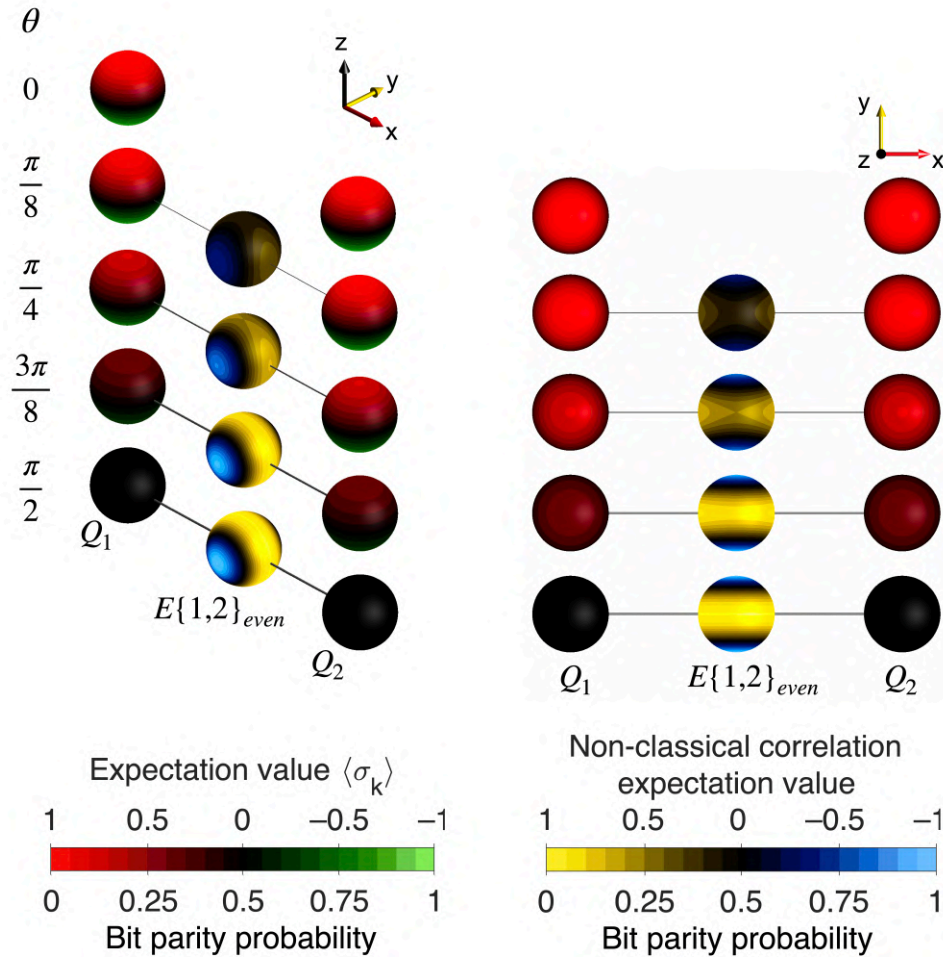 θ
0
π
8
π
4
3π
8
π
2
z
y
x
y
z
x
Q1
E{1,2}even
Q2
Q1
E{1,2}even
Q2
Expectation value ⟨σk⟩
1 0.5 0 –0.5 –1
0 0.25 0.5 0.75 1
Bit parity probability
Non-classical correlation
expectation value
1 0.5 0 –0.5 –1
0 0.25 0.5 0.75 1
Bit parity probability